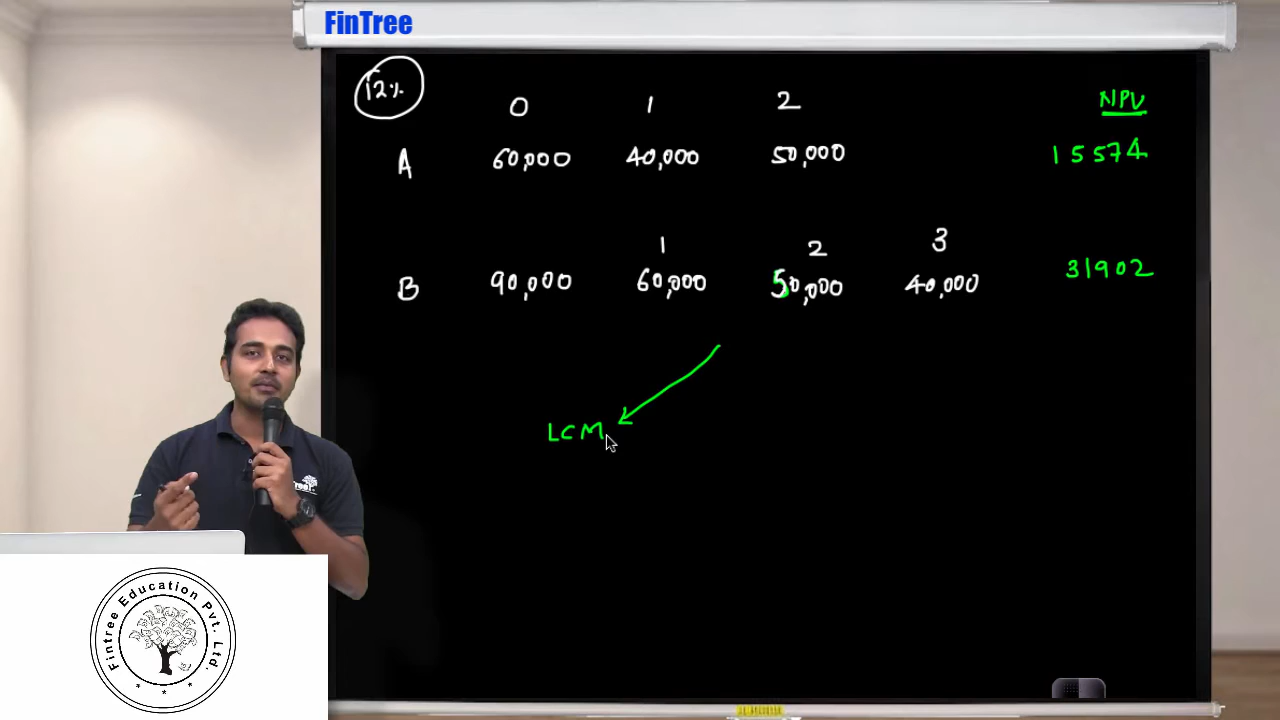 FinTree
12%
0 1 2 NPV
A 60,000 40,000 50,000 15574
1 2 3
B 90,000 60,000 50,000 40,000 31902
LCM
Fintree Education Pvt. Ltd.